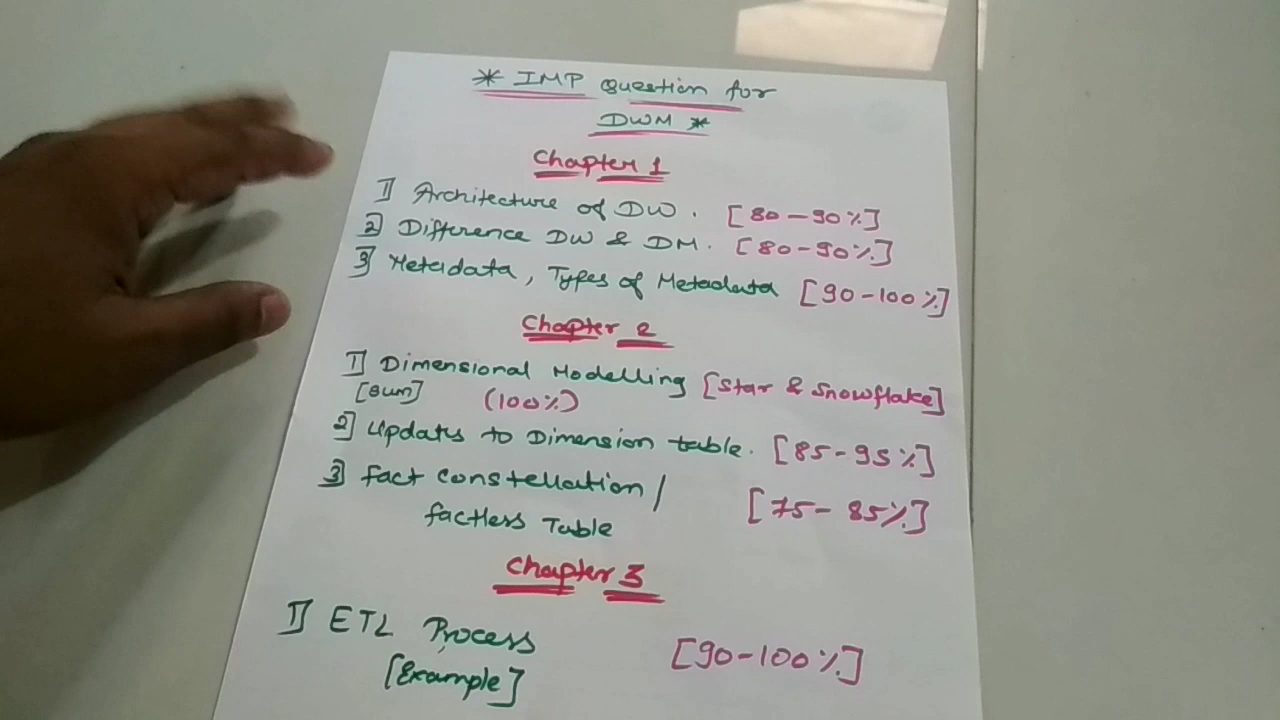 * IMP Question for
DWM *
Chapter 1
1] Architecture of DW. [80-90%]
2] Difference DW & DM. [80-90%]
3] Metadata, Types of Metadata [90-100%]
Chapter 2
1] Dimensional Modelling [Star & Snowflake]
[Sum] (100%)
2] Updates to Dimension table. [85-95%]
3] fact constellation / [75-85%]
factless Table
Chapter 3
1] ETL Process [90-100%]
[Example]